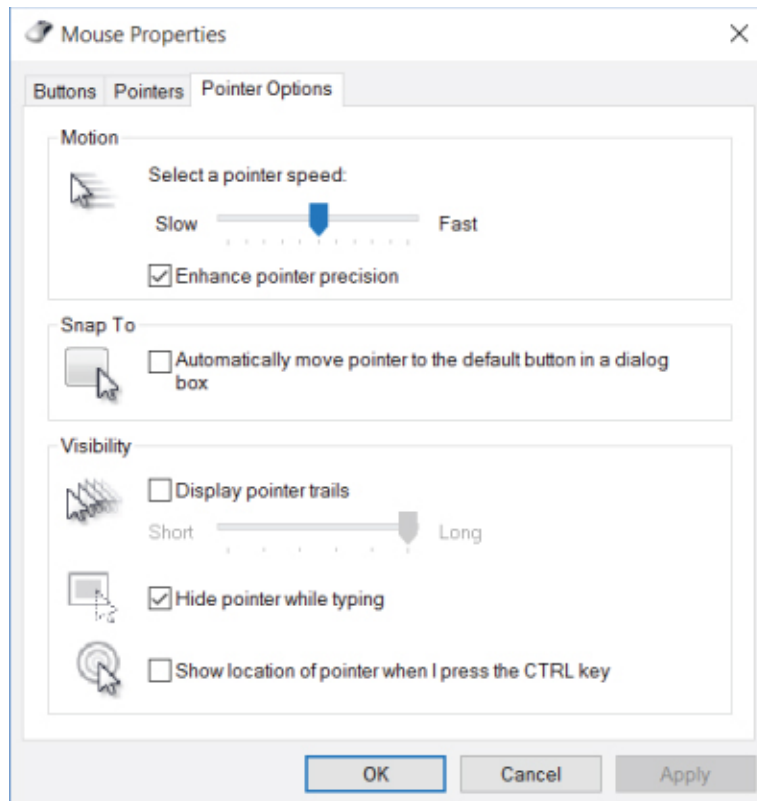 Mouse Properties
Buttons Pointers Pointer Options
Motion
Select a pointer speed:
Slow Fast
Enhance pointer precision
Snap To
Automatically move pointer to the default button in a dialog
box
Visibility
Display pointer trails
Short Long
Hide pointer while typing
Show location of pointer when I press the CTRL key
OK Cancel Apply